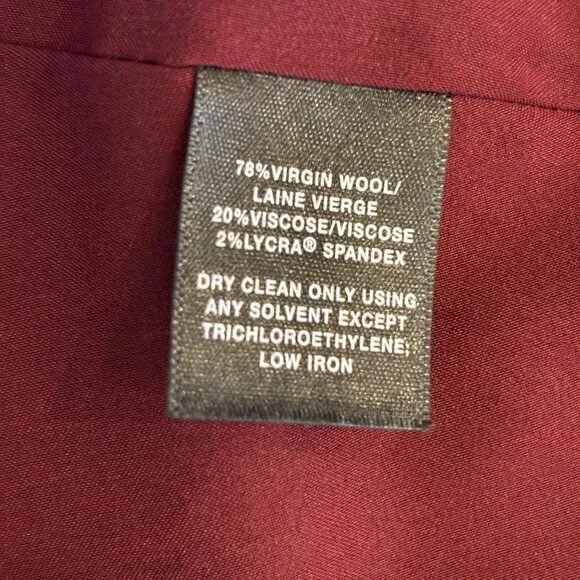 78%VIRGIN WOOL/
LAINE VIERGE
20%VISCOSE/VISCOSE
2%LYCRA® SPANDEX
DRY CLEAN ONLY USING
ANY SOLVENT EXCEPT
TRICHLOROETHYLENE;
LOW IRON